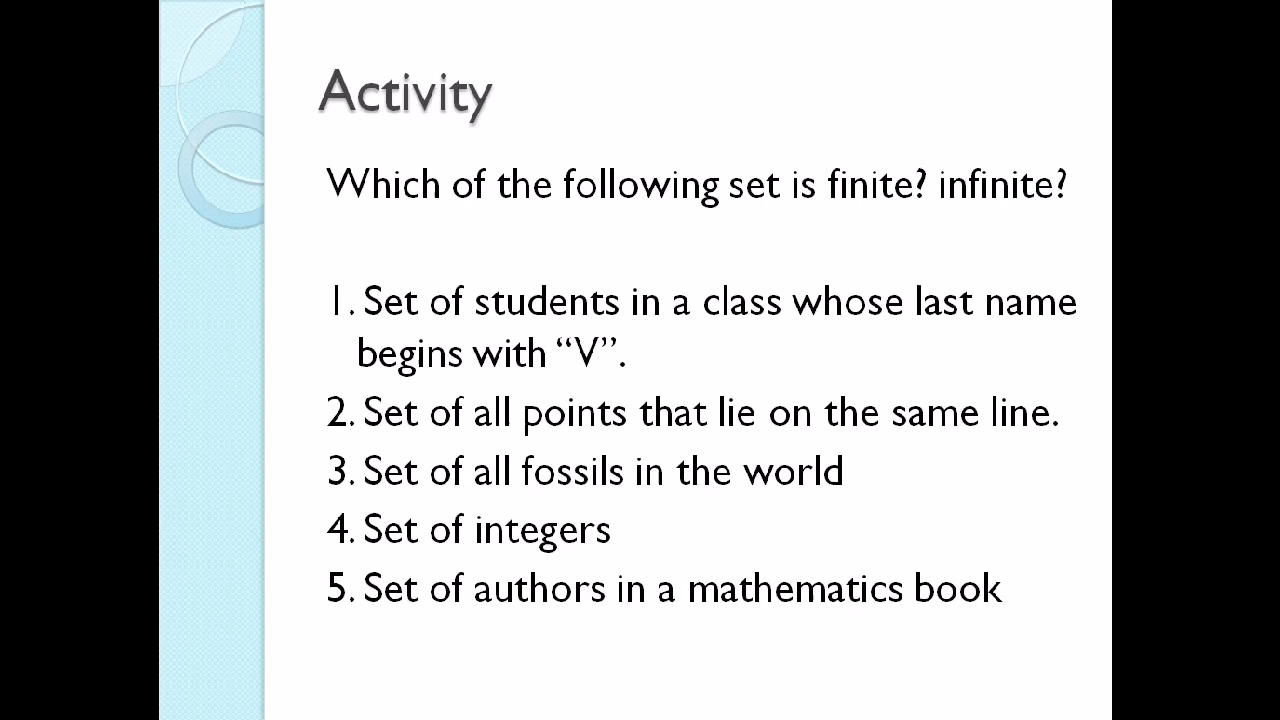 Activity
Which of the following set is finite? infinite?
1. Set of students in a class whose last name
begins with “V”.
2. Set of all points that lie on the same line.
3. Set of all fossils in the world
4. Set of integers
5. Set of authors in a mathematics book